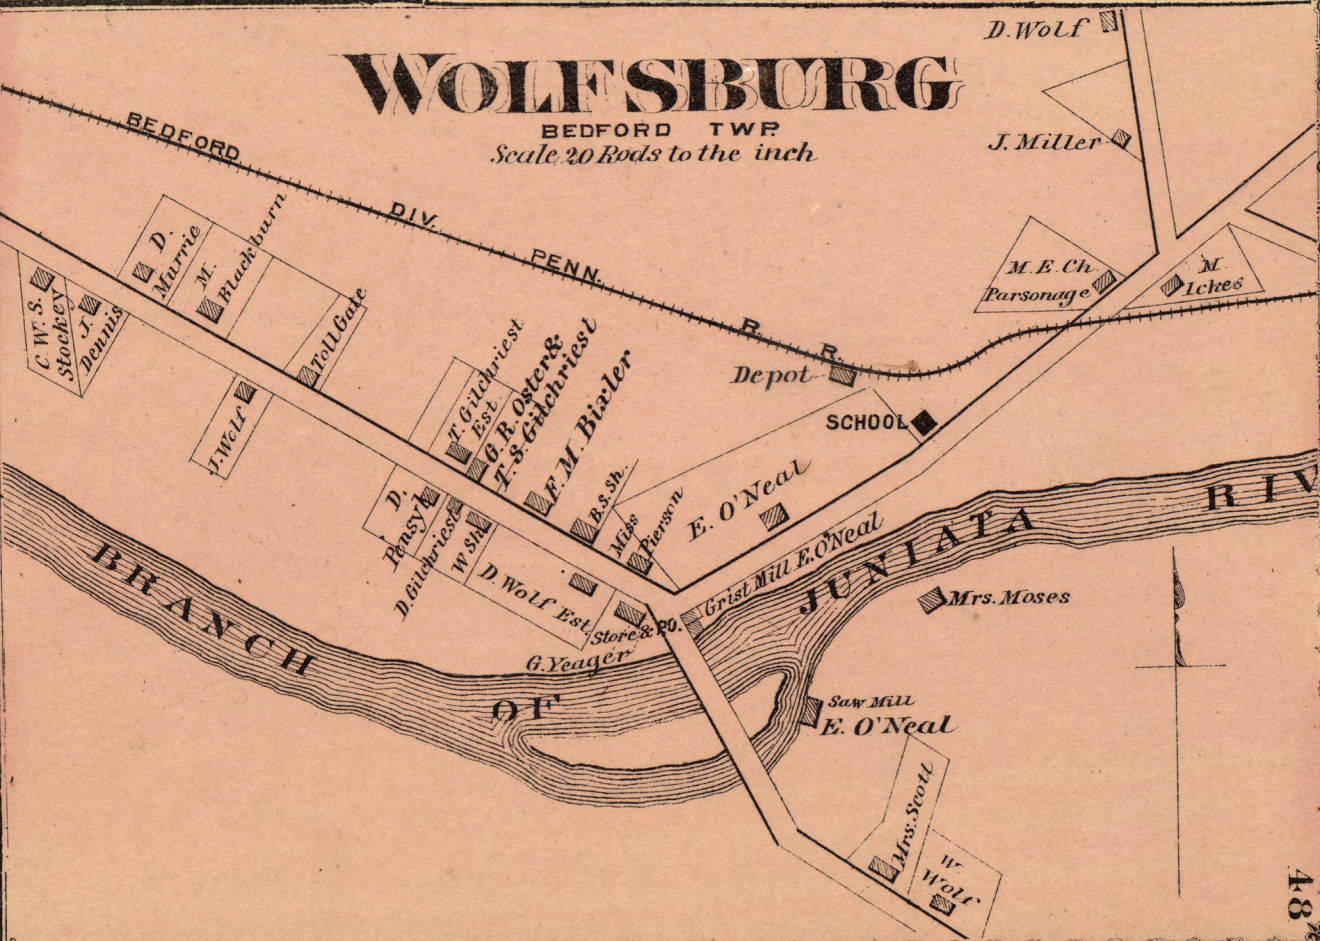 D. Wolf
WOLFSBURG
BEDFORD TWP.
Scale 20 Rods to the inch
J. Miller
BEDFORD DIV. PENN. R. R.
D.
Murrie
M.
Blackburn
C. W. S.
Stockey
J.
Dennis
Toll Gate
J. Wolf
T. Gilchriest
Est.
G. R. Oster &
T. S. Gilchriest
F. M. Bixler
B. S. Sh.
Miss
Pierson
D.
Pensyl
D. Gilchriest
W Sh.
D. Wolf Est.
Store & P.O.
G. Yeager
Depot
SCHOOL
E. O'Neal
Grist Mill E. O'Neal
M. E. Ch.
Parsonage
M
Ickes
BRANCH OF JUNIATA RIV
Mrs. Moses
Saw Mill
E. O'Neal
Mrs. Scott
W.
Wolf
48